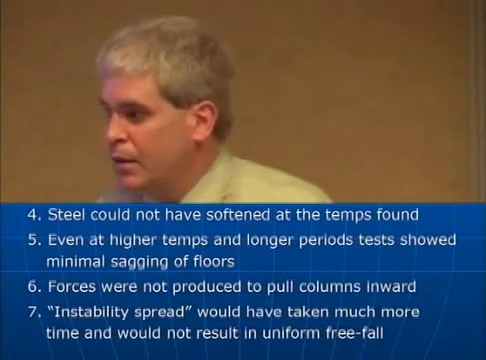 4. Steel could not have softened at the temps found
5. Even at higher temps and longer periods tests showed
minimal sagging of floors
6. Forces were not produced to pull columns inward
7. “Instability spread” would have taken much more
time and would not result in uniform free-fall